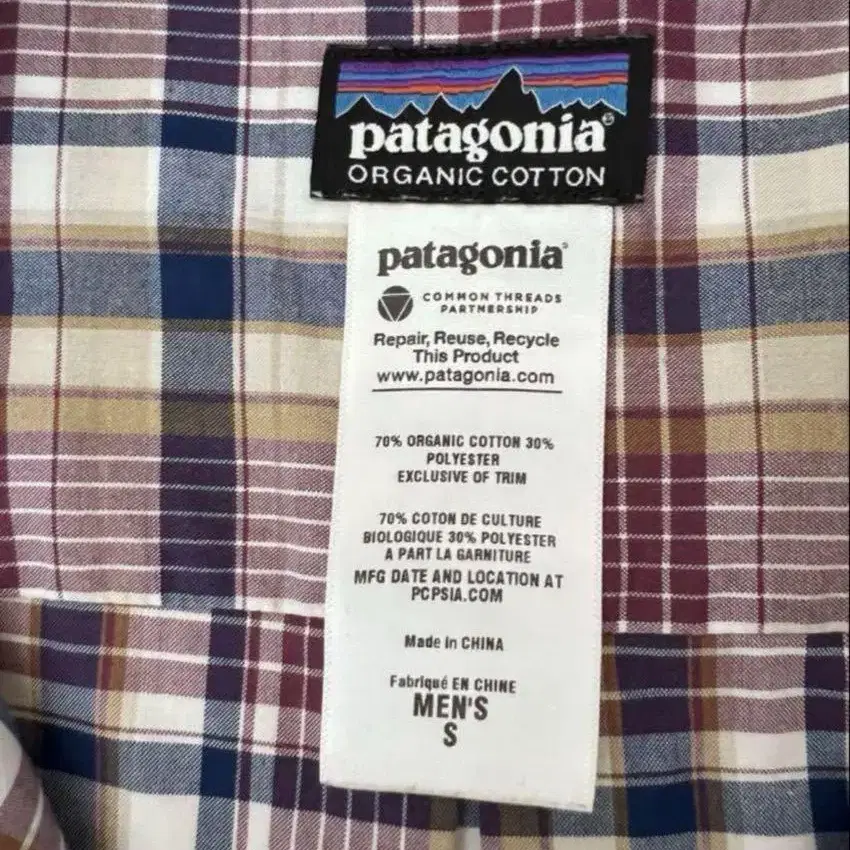 patagonia®
ORGANIC COTTON
patagonia®
COMMON THREADS
PARTNERSHIP
Repair, Reuse, Recycle
This Product
www.patagonia.com
70% ORGANIC COTTON 30%
POLYESTER
EXCLUSIVE OF TRIM
70% COTON DE CULTURE
BIOLOGIQUE 30% POLYESTER
A PART LA GARNITURE
MFG DATE AND LOCATION AT
PCPSIA.COM
Made in CHINA
Fabriqué EN CHINE
MEN'S
S